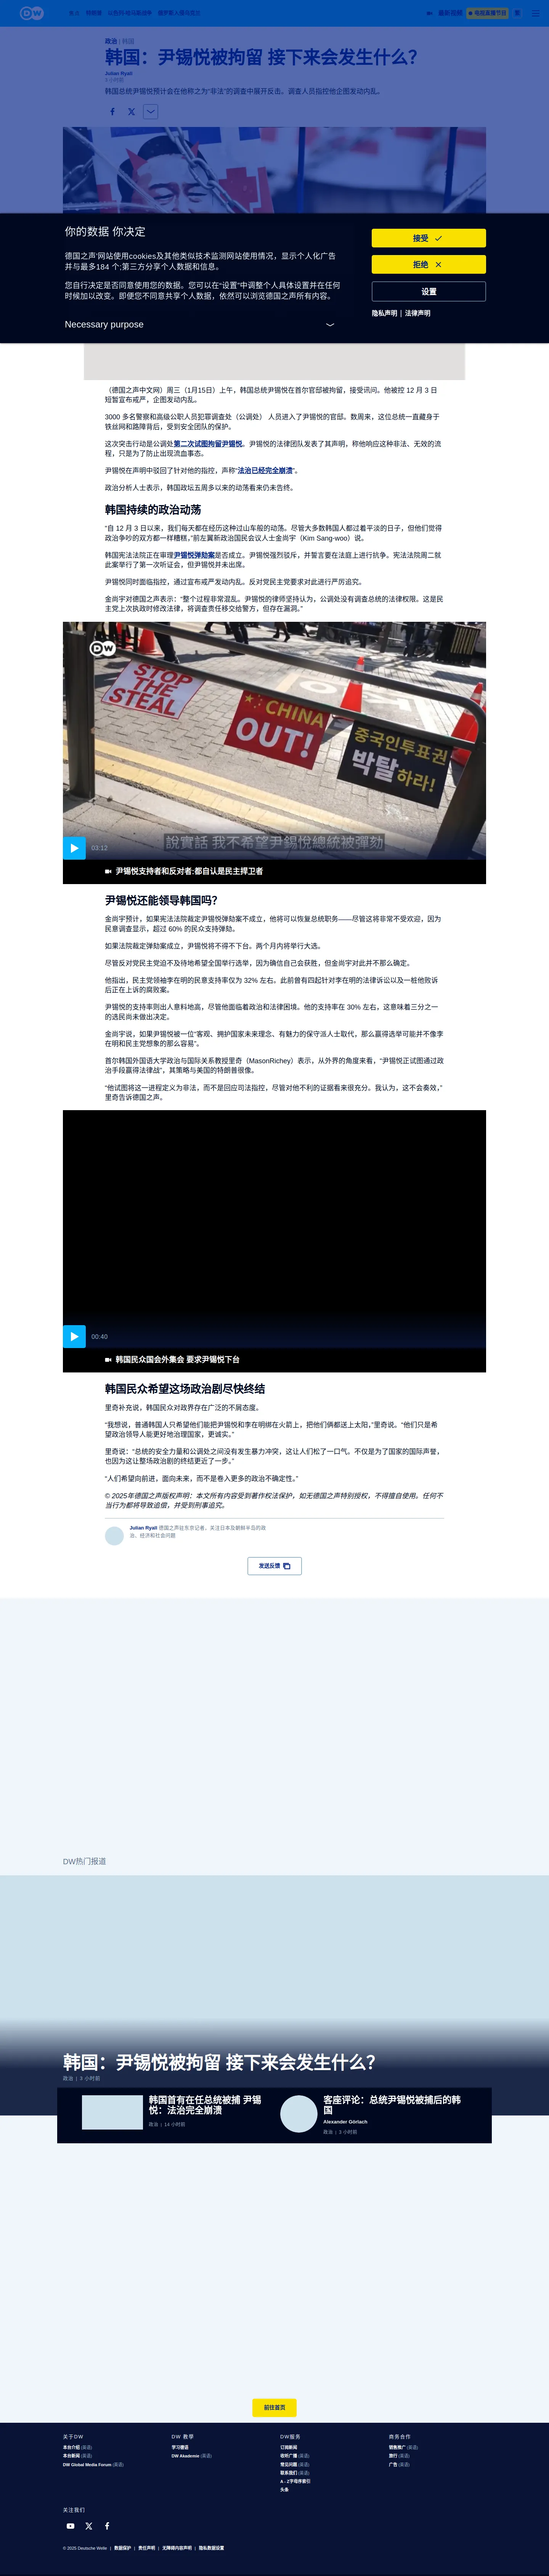 DW
政治 | 韩国
韩国：尹锡悦被拘留 接下来会发生什么？
Julian Ryall
3 小时前
韩国总统尹锡悦预计会在他称之为“非法”的调查中展开反击。调查人员指控他企图发动内乱。
你的数据 你决定
德国之声’网站使用cookies及其他类似技术监测网站使用情况，显示个人化广告
并与最多184 个;第三方分享个人数据和信息。
您自行决定是否同意使用您的数据。您可以在“设置”中调整个人具体设置并在任何
时候加以改变。即便您不同意共享个人数据，依然可以浏览德国之声所有内容。
Necessary purpose
接受
拒绝
设置
隐私声明 | 法律声明
（德国之声中文网）周三（1月15日）上午，韩国总统尹锡悦在首尔官邸被拘留，接受讯问。他被控 12 月 3 日
短暂宣布戒严，企图发动内乱。
3000 多名警察和高级公职人员犯罪调查处（公调处） 人员进入了尹锡悦的官邸。数周来，这位总统一直藏身于
铁丝网和路障背后，受到安全团队的保护。
这次突击行动是公调处第二次试图拘留尹锡悦。尹锡悦的法律团队发表了其声明，称他响应这种非法、无效的流
程，只是为了防止出现流血事态。
尹锡悦在声明中驳回了针对他的指控，声称“法治已经完全崩溃”。
政治分析人士表示，韩国政坛五周多以来的动荡看来仍未告终。
韩国持续的政治动荡
“自 12 月 3 日以来，我们每天都在经历这种过山车般的动荡。尽管大多数韩国人都过着平淡的日子，但他们觉得
政治争吵的双方都一样糟糕，”前左翼新政治国民会议人士金尚宇（Kim Sang-woo）说。
韩国宪法法院正在审理尹锡悦弹劾案是否成立。尹锡悦强烈驳斥，并誓言要在法庭上进行抗争。宪法法院周二就
此案举行了第一次听证会，但尹锡悦并未出席。
尹锡悦同时面临指控，通过宣布戒严发动内乱。反对党民主党要求对此进行严厉追究。
金尚宇对德国之声表示：“整个过程非常混乱。尹锡悦的律师坚持认为，公调处没有调查总统的法律权限。这是民
主党上次执政时修改法律，将调查责任移交给警方，但存在漏洞。”
DW
STOP THE STEAL
CHINA OUT!
중국인투표권
박탈하라!
說實話 我不希望尹錫悅總統被彈劾
03:12
尹锡悦支持者和反对者:都自认是民主捍卫者
尹锡悦还能领导韩国吗？
金尚宇预计，如果宪法法院裁定尹锡悦弹劾案不成立，他将可以恢复总统职务——尽管这将非常不受欢迎，因为
民意调查显示，超过 60% 的民众支持弹劾。
如果法院裁定弹劾案成立，尹锡悦将不得不下台。两个月内将举行大选。
尽管反对党民主党迫不及待地希望全国举行选举，因为确信自己会获胜，但金尚宇对此并不那么确定。
他指出，民主党领袖李在明的民意支持率仅为 32% 左右。此前曾有四起针对李在明的法律诉讼以及一桩他败诉
后正在上诉的腐败案。
尹锡悦的支持率则出人意料地高，尽管他面临着政治和法律困境。他的支持率在 30% 左右，这意味着三分之一
的选民尚未做出决定。
金尚宇说，如果尹锡悦被一位“客观、拥护国家未来理念、有魅力的保守派人士取代，那么赢得选举可能并不像李
在明和民主党想象的那么容易”。
首尔韩国外国语大学政治与国际关系教授里奇（MasonRichey）表示，从外界的角度来看，“尹锡悦正试图通过政
治手段赢得法律战”，其策略与美国的特朗普很像。
“他试图将这一进程定义为非法，而不是回应司法指控，尽管对他不利的证据看来很充分。我认为，这不会奏效，”
里奇告诉德国之声。
00:40
韩国民众国会外集会 要求尹锡悦下台
韩国民众希望这场政治剧尽快终结
里奇补充说，韩国民众对政界存在广泛的不屑态度。
“我想说，普通韩国人只希望他们能把尹锡悦和李在明绑在火箭上，把他们俩都送上太阳，”里奇说。“他们只是希
望政治领导人能更好地治理国家，更诚实。”
里奇说：“总统的安全力量和公调处之间没有发生暴力冲突，这让人们松了一口气。不仅是为了国家的国际声誉，
也因为这让整场政治剧的终结更近了一步。”
“人们希望向前进，面向未来，而不是卷入更多的政治不确定性。”
© 2025年德国之声版权声明：本文所有内容受到著作权法保护，如无德国之声特别授权，不得擅自使用。任何不
当行为都将导致追偿，并受到刑事追究。
Julian Ryall 德国之声驻东京记者，关注日本及朝鲜半岛的政
治、经济和社会问题
发送反馈
DW热门报道
韩国：尹锡悦被拘留 接下来会发生什么？
政治 | 3 小时前
韩国首有在任总统被捕 尹锡
悦：法治完全崩溃
政治 | 14 小时前
客座评论：总统尹锡悦被捕后的韩
国
Alexander Görlach
政治 | 3 小时前
前往首页
关于DW
本台介绍 (英语)
本台新闻 (英语)
DW Global Media Forum (英语)
DW 教學
学习德语
DW Akademie (英语)
DW服务
订阅新闻
收听广播 (英语)
常见问题 (英语)
联系我们 (英语)
A - Z字母序索引
头条
商务合作
销售推广 (英语)
旅行 (英语)
广告 (英语)
关注我们
© 2025 Deutsche Welle | 数据保护 | 责任声明 | 无障碍内容声明 | 隐私数据设置